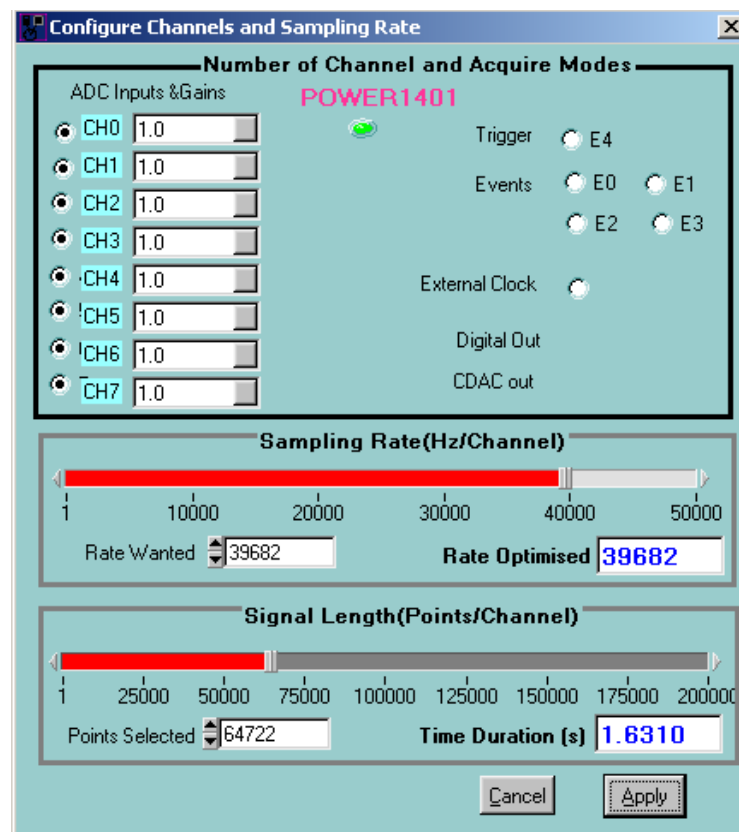 Configure Channels and Sampling Rate
Number of Channel and Acquire Modes
ADC Inputs &Gains
POWER1401
CH0 1.0
CH1 1.0
CH2 1.0
CH3 1.0
CH4 1.0
CH5 1.0
CH6 1.0
CH7 1.0
Trigger E4
Events E0 E1
E2 E3
External Clock
Digital Out
CDAC out
Sampling Rate(Hz/Channel)
1 10000 20000 30000 40000 50000
Rate Wanted 39682 Rate Optimised 39682
Signal Length(Points/Channel)
1 25000 50000 75000 100000 125000 150000 175000 200000
Points Selected 64722 Time Duration (s) 1.6310
Cancel Apply